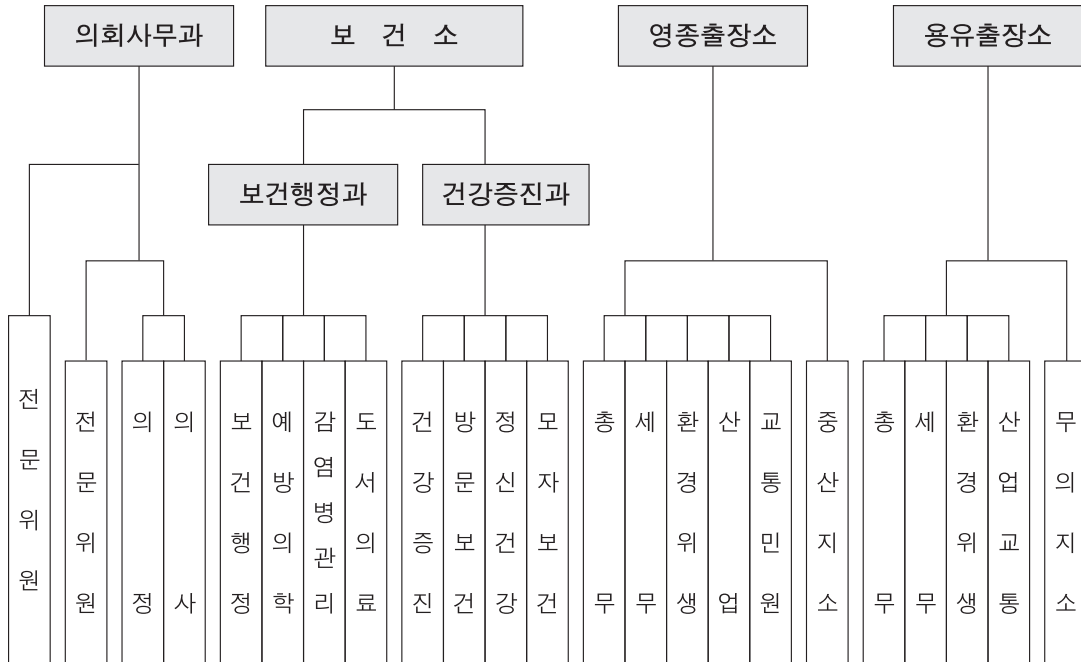 의회사무과
보 건 소
영종출장소
용유출장소
보건행정과
건강증진과
전문위원
전문위원
의정
의사
보건행정
예방의학
감염병관리
도서의료
건강증진
방문보건
정신건강
모자보건
총무
세무
환경위생
산업
교통민원
중산지소
총무
세무
환경위생
산업교통
무의지소